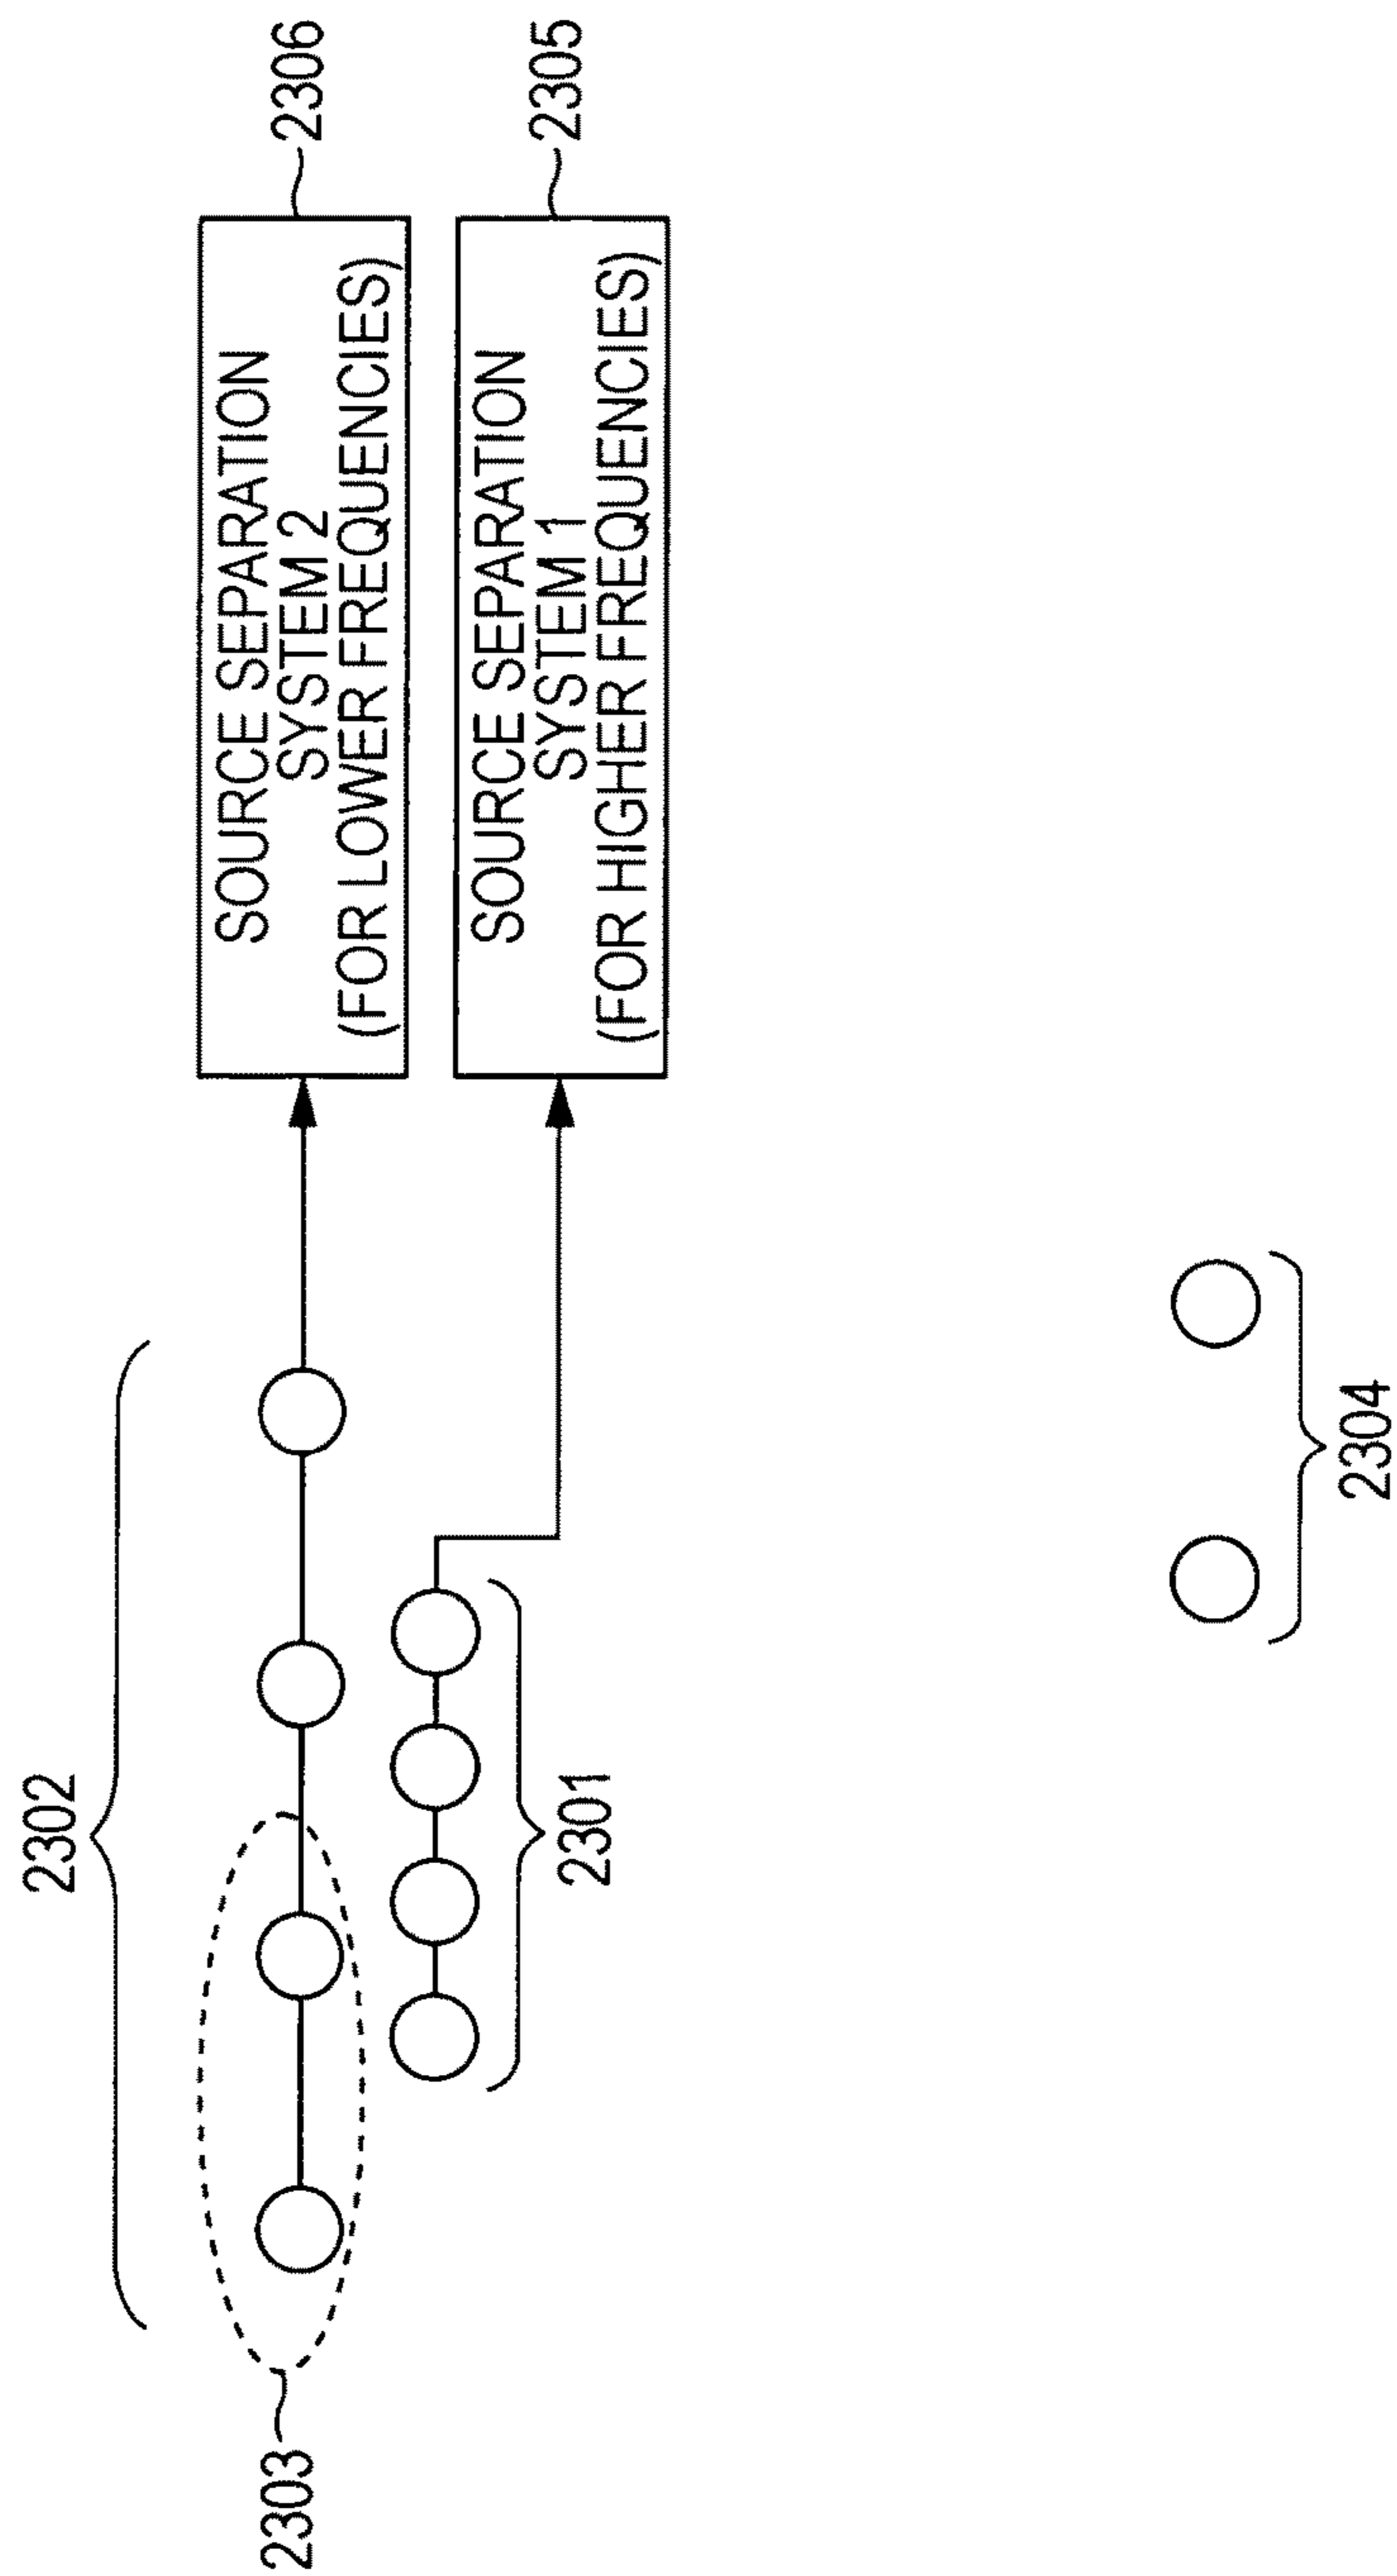 2306
SOURCE SEPARATION
SYSTEM 2
(FOR LOWER FREQUENCIES)
2305
SOURCE SEPARATION
SYSTEM 1
(FOR HIGHER FREQUENCIES)
2302
2301
2303
2304